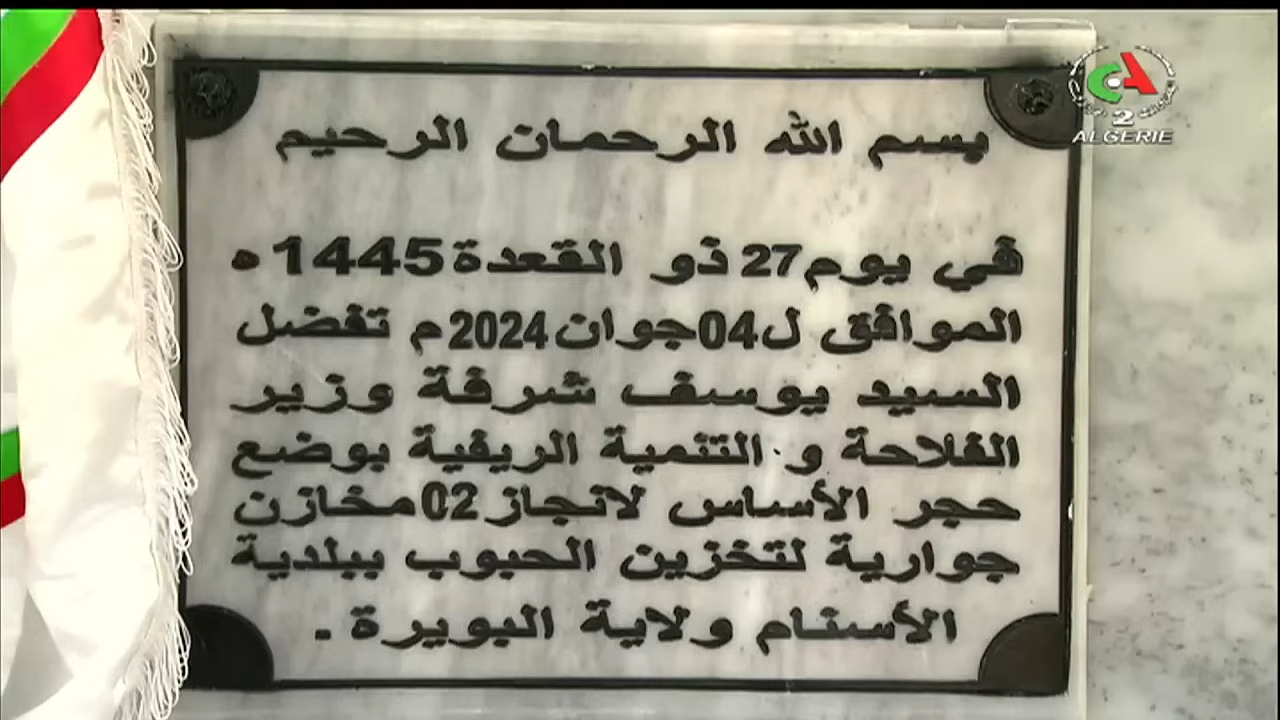 بسم الله الرحمان الرحيم
في يوم 27 ذو القعدة 1445 ه
الموافق ل 04 جوان 2024 م تفضل
السيد يوسف شرفة وزير
الفلاحة و التنمية الريفية بوضع
حجر الأساس لانجاز 02 مخازن
جوارية لتخزين الحبوب ببلدية
الأسنام ولاية البويرة .
CA
2
ALGERIE